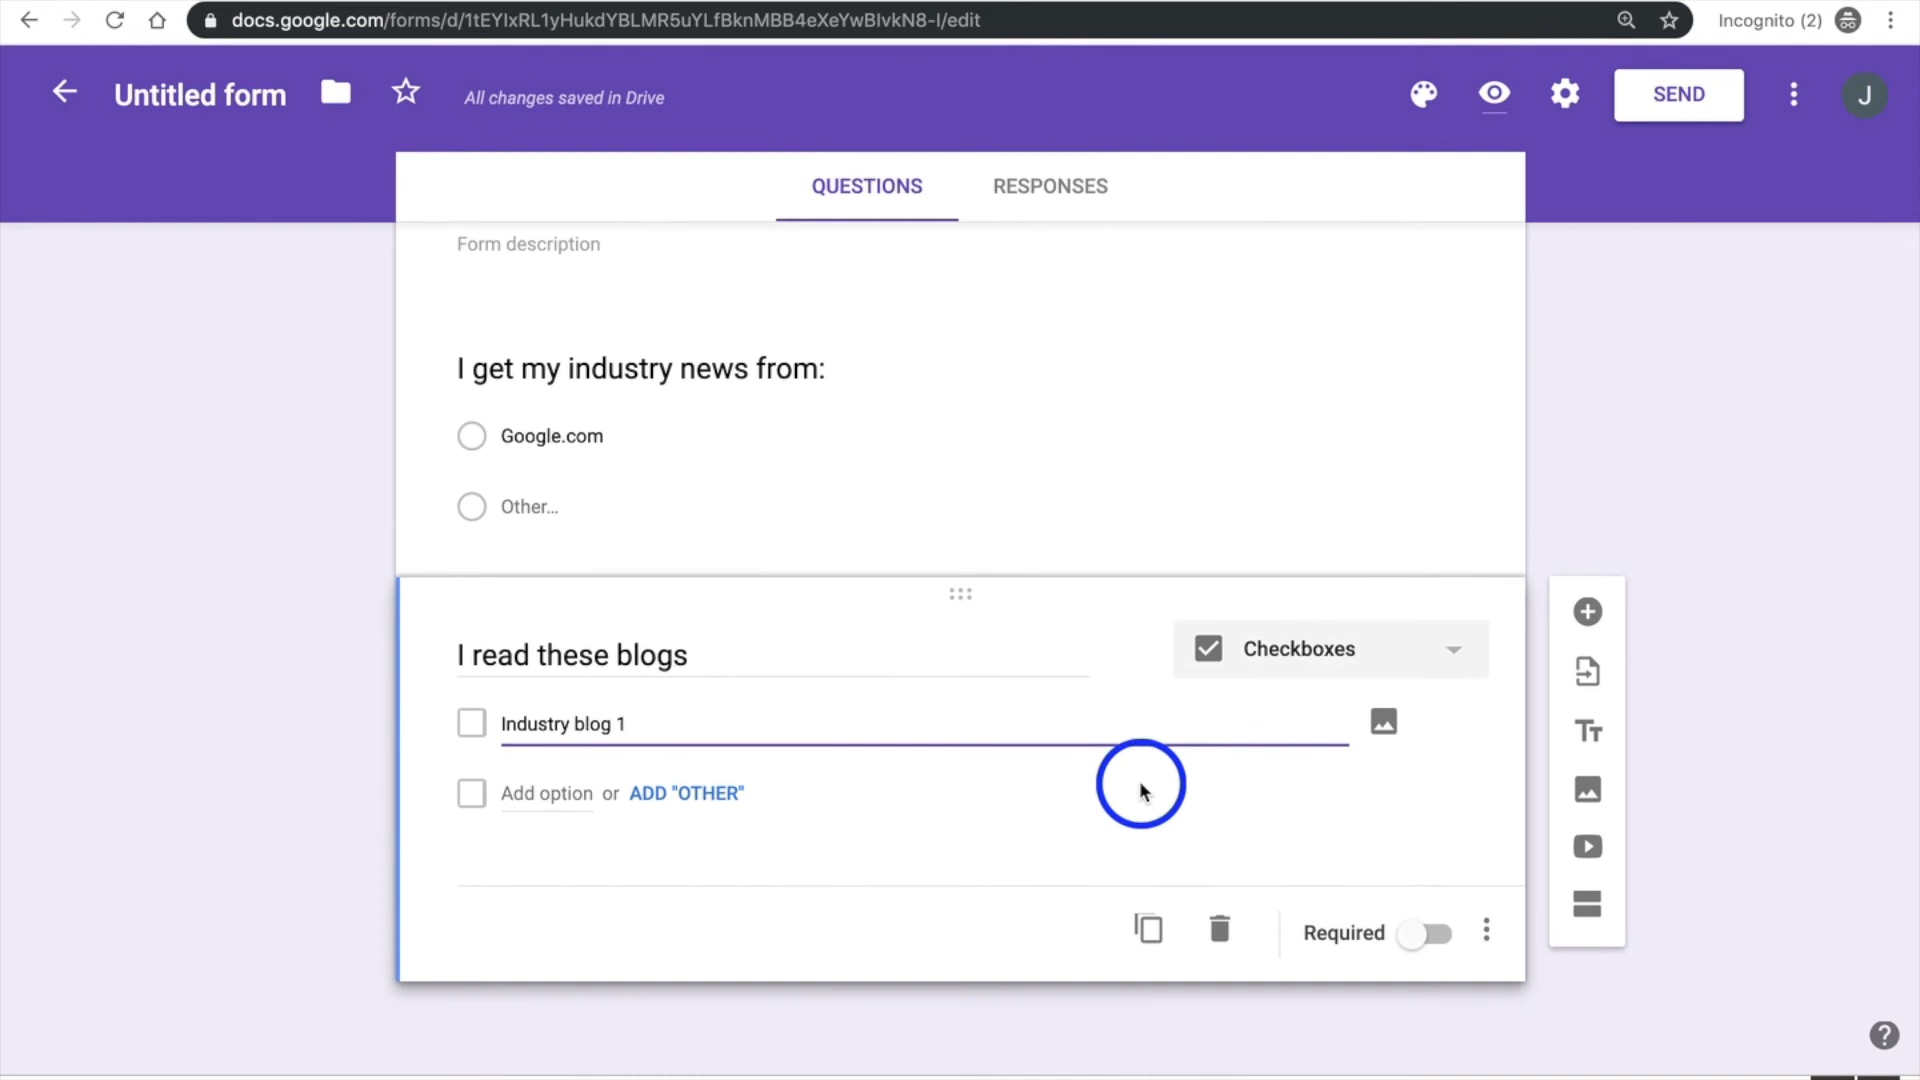 docs.google.com/forms/d/1tEYIxRL1yHukdYBLMR5uYLfBknMBB4eXeYwBIvkN8-I/edit
Incognito (2)
Untitled form
All changes saved in Drive
SEND
J
QUESTIONS
RESPONSES
Form description
I get my industry news from:
Google.com
Other...
I read these blogs
Checkboxes
Industry blog 1
Add option or ADD "OTHER"
Required